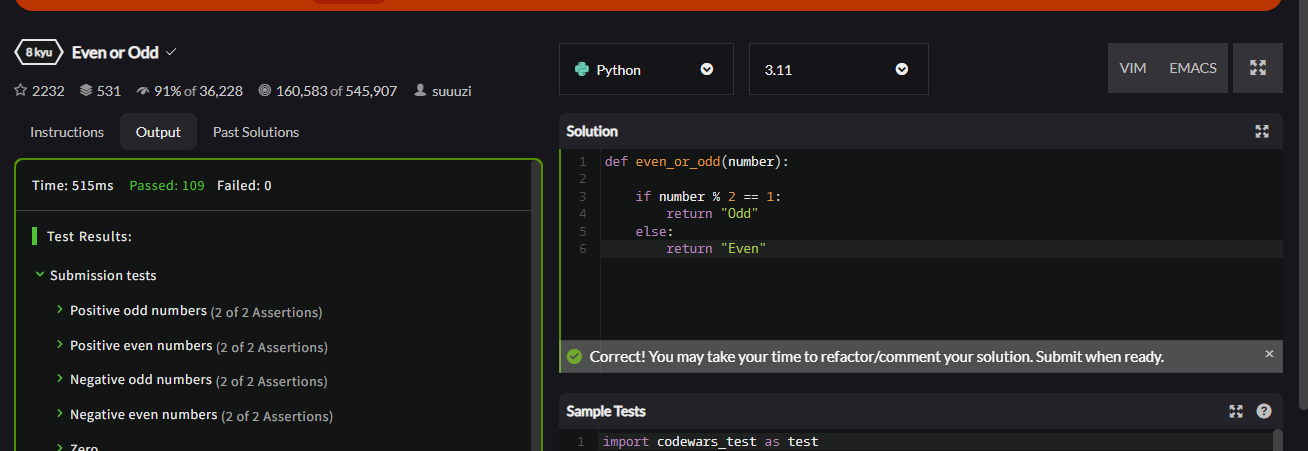 8 kyu Even or Odd
2232 531 91% of 36,228 160,583 of 545,907 suuuzi
Instructions Output Past Solutions
Time: 515ms Passed: 109 Failed: 0
Test Results:
Submission tests
Positive odd numbers (2 of 2 Assertions)
Positive even numbers (2 of 2 Assertions)
Negative odd numbers (2 of 2 Assertions)
Negative even numbers (2 of 2 Assertions)
Zero
Python 3.11 VIM EMACS
Solution
1 def even_or_odd(number):
2
3 if number % 2 == 1:
4 return "Odd"
5 else:
6 return "Even"
Correct! You may take your time to refactor/comment your solution. Submit when ready. ×
Sample Tests ?
1 import codewars_test as test